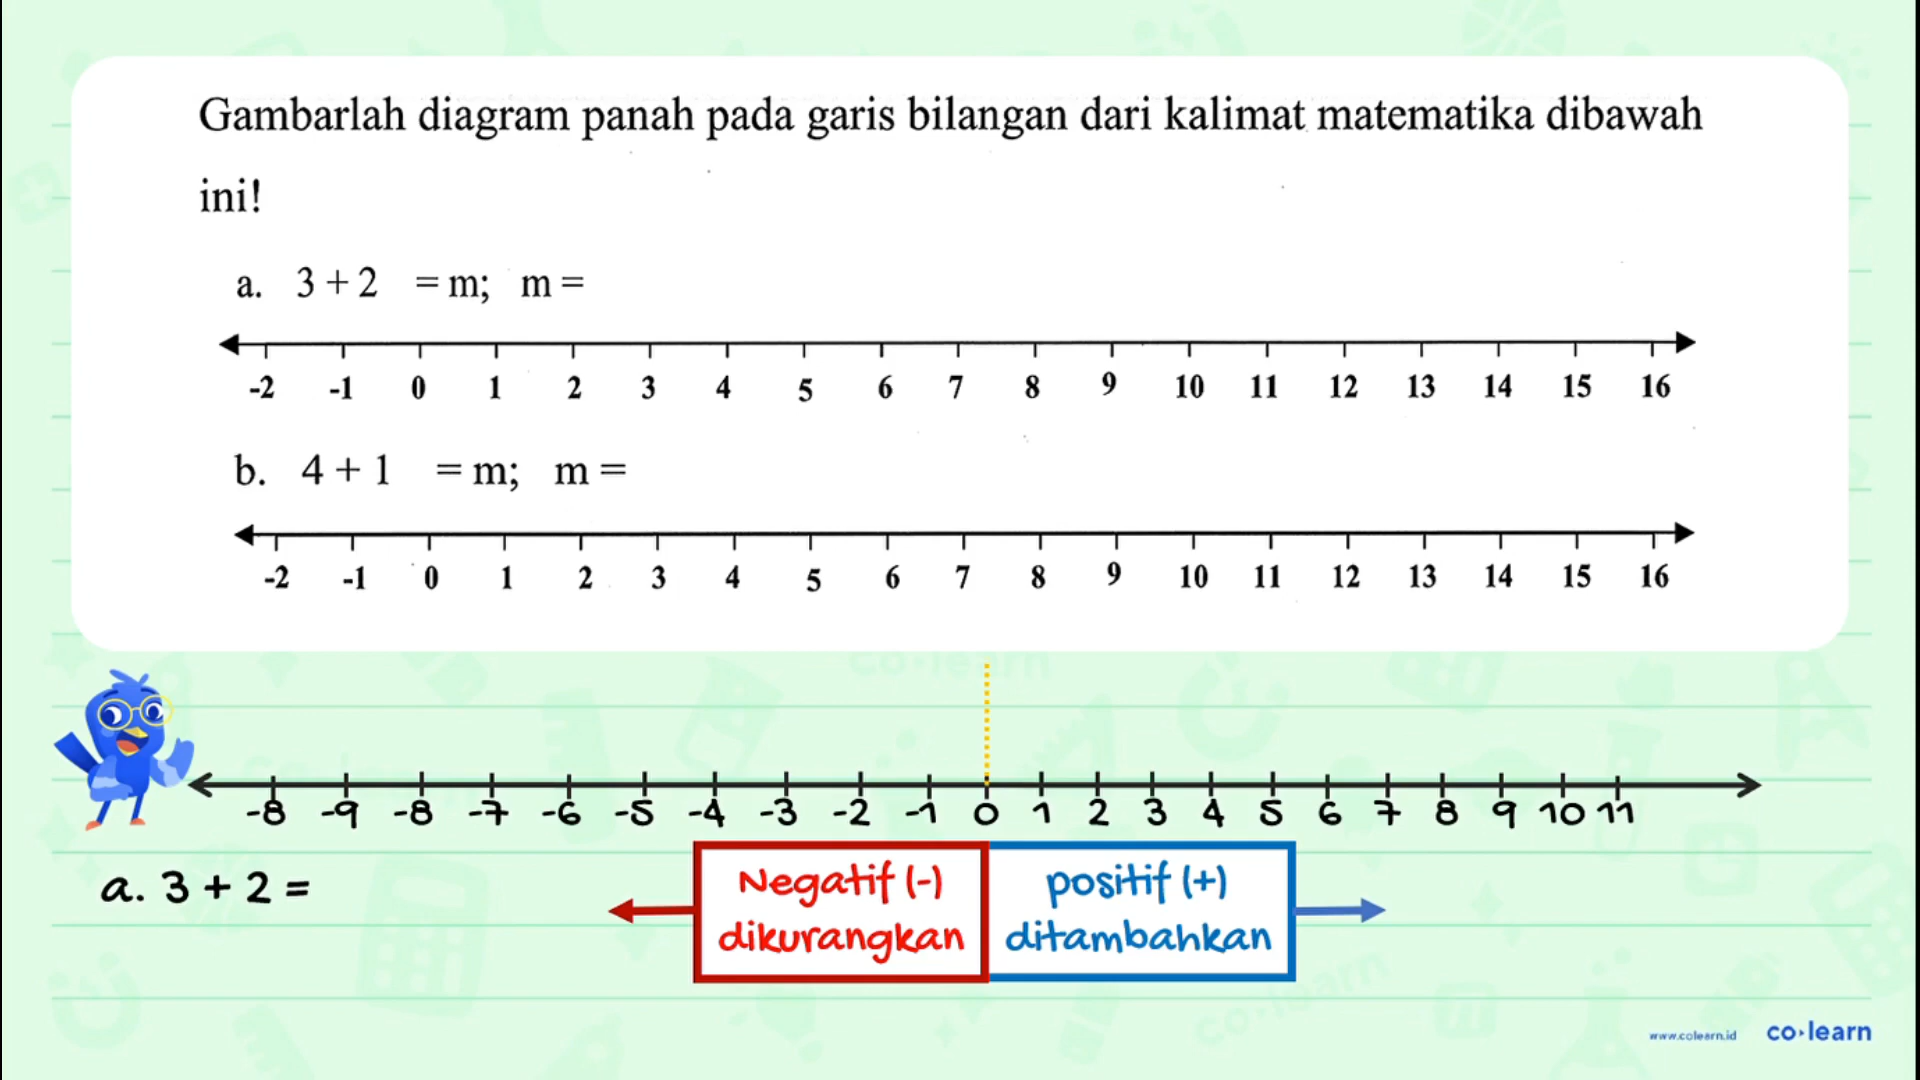 Gambarlah diagram panah pada garis bilangan dari kalimat matematika dibawah
ini!
a. 3 + 2 = m; m =
-2 -1 0 1 2 3 4 5 6 7 8 9 10 11 12 13 14 15 16
b. 4 + 1 = m; m =
-2 -1 0 1 2 3 4 5 6 7 8 9 10 11 12 13 14 15 16
-8 -9 -8 -7 -6 -5 -4 -3 -2 -1 0 1 2 3 4 5 6 7 8 9 10 11
a. 3 + 2 =
Negatif (-)
dikurangkan
positif (+)
ditambahkan
www.colearn.id
co·learn